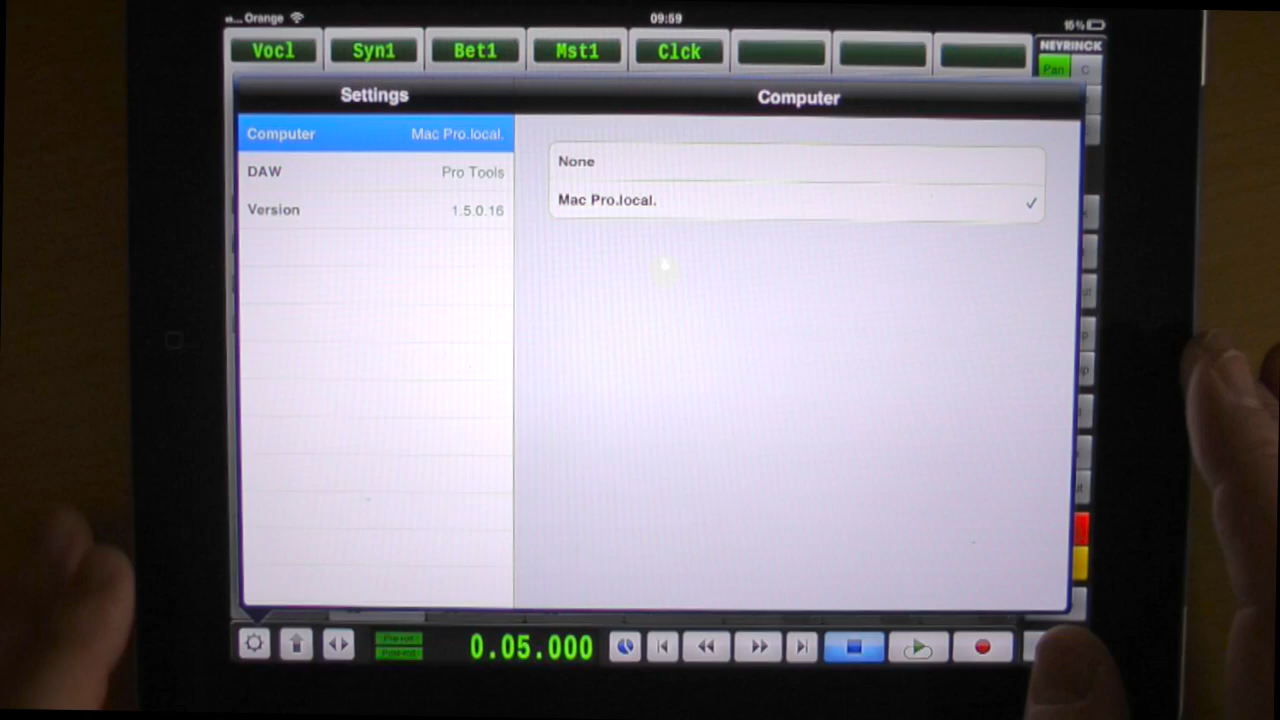 Orange 09:59 15%
Vocl Syn1 Bet1 Mst1 Clck NEYRINCK
Pan C
Settings Computer
Computer Mac Pro.local.
DAW Pro Tools
Version 1.5.0.16
None
Mac Pro.local. ✓
0.05.000